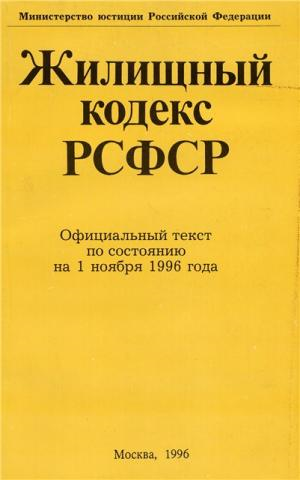 Министерство юстиции Российской Федерации
Жилищный
кодекс
РСФСР
Официальный текст
по состоянию
на 1 ноября 1996 года
Москва, 1996